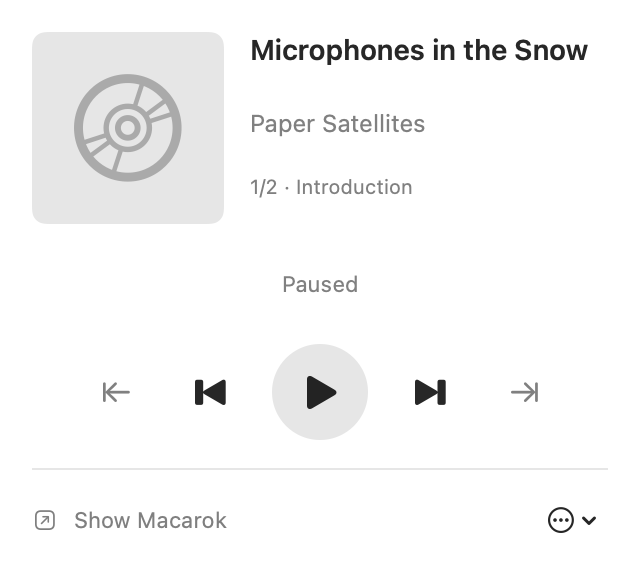 Microphones in the Snow
Paper Satellites
1/2 · Introduction
Paused
Show Macarok